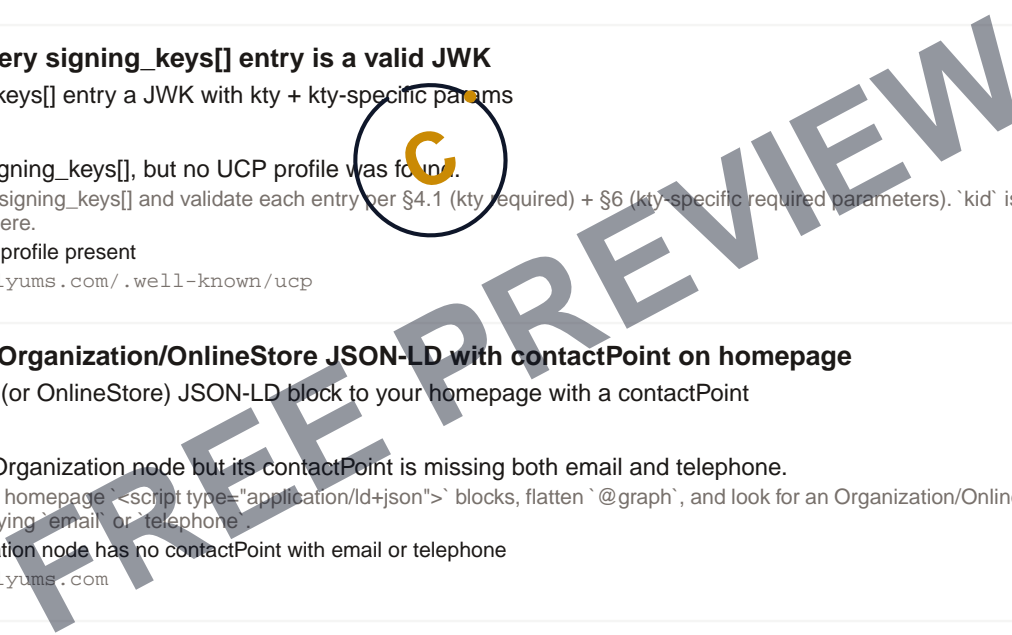 ery signing_keys[] entry is a valid JWK
keys[] entry a JWK with kty + kty-specific params
gning_keys[], but no UCP profile was found.
signing_keys[] and validate each entry per §4.1 (kty required) + §6 (kty-specific required parameters). `kid` is
ere.
profile present
yums.com/.well-known/ucp
Organization/OnlineStore JSON-LD with contactPoint on homepage
(or OnlineStore) JSON-LD block to your homepage with a contactPoint
Organization node but its contactPoint is missing both email and telephone.
homepage `<script type="application/ld+json">` blocks, flatten `@graph`, and look for an Organization/Onlin
ying `email` or `telephone`.
tion node has no contactPoint with email or telephone
yums.com
C
FREE PREVIEW